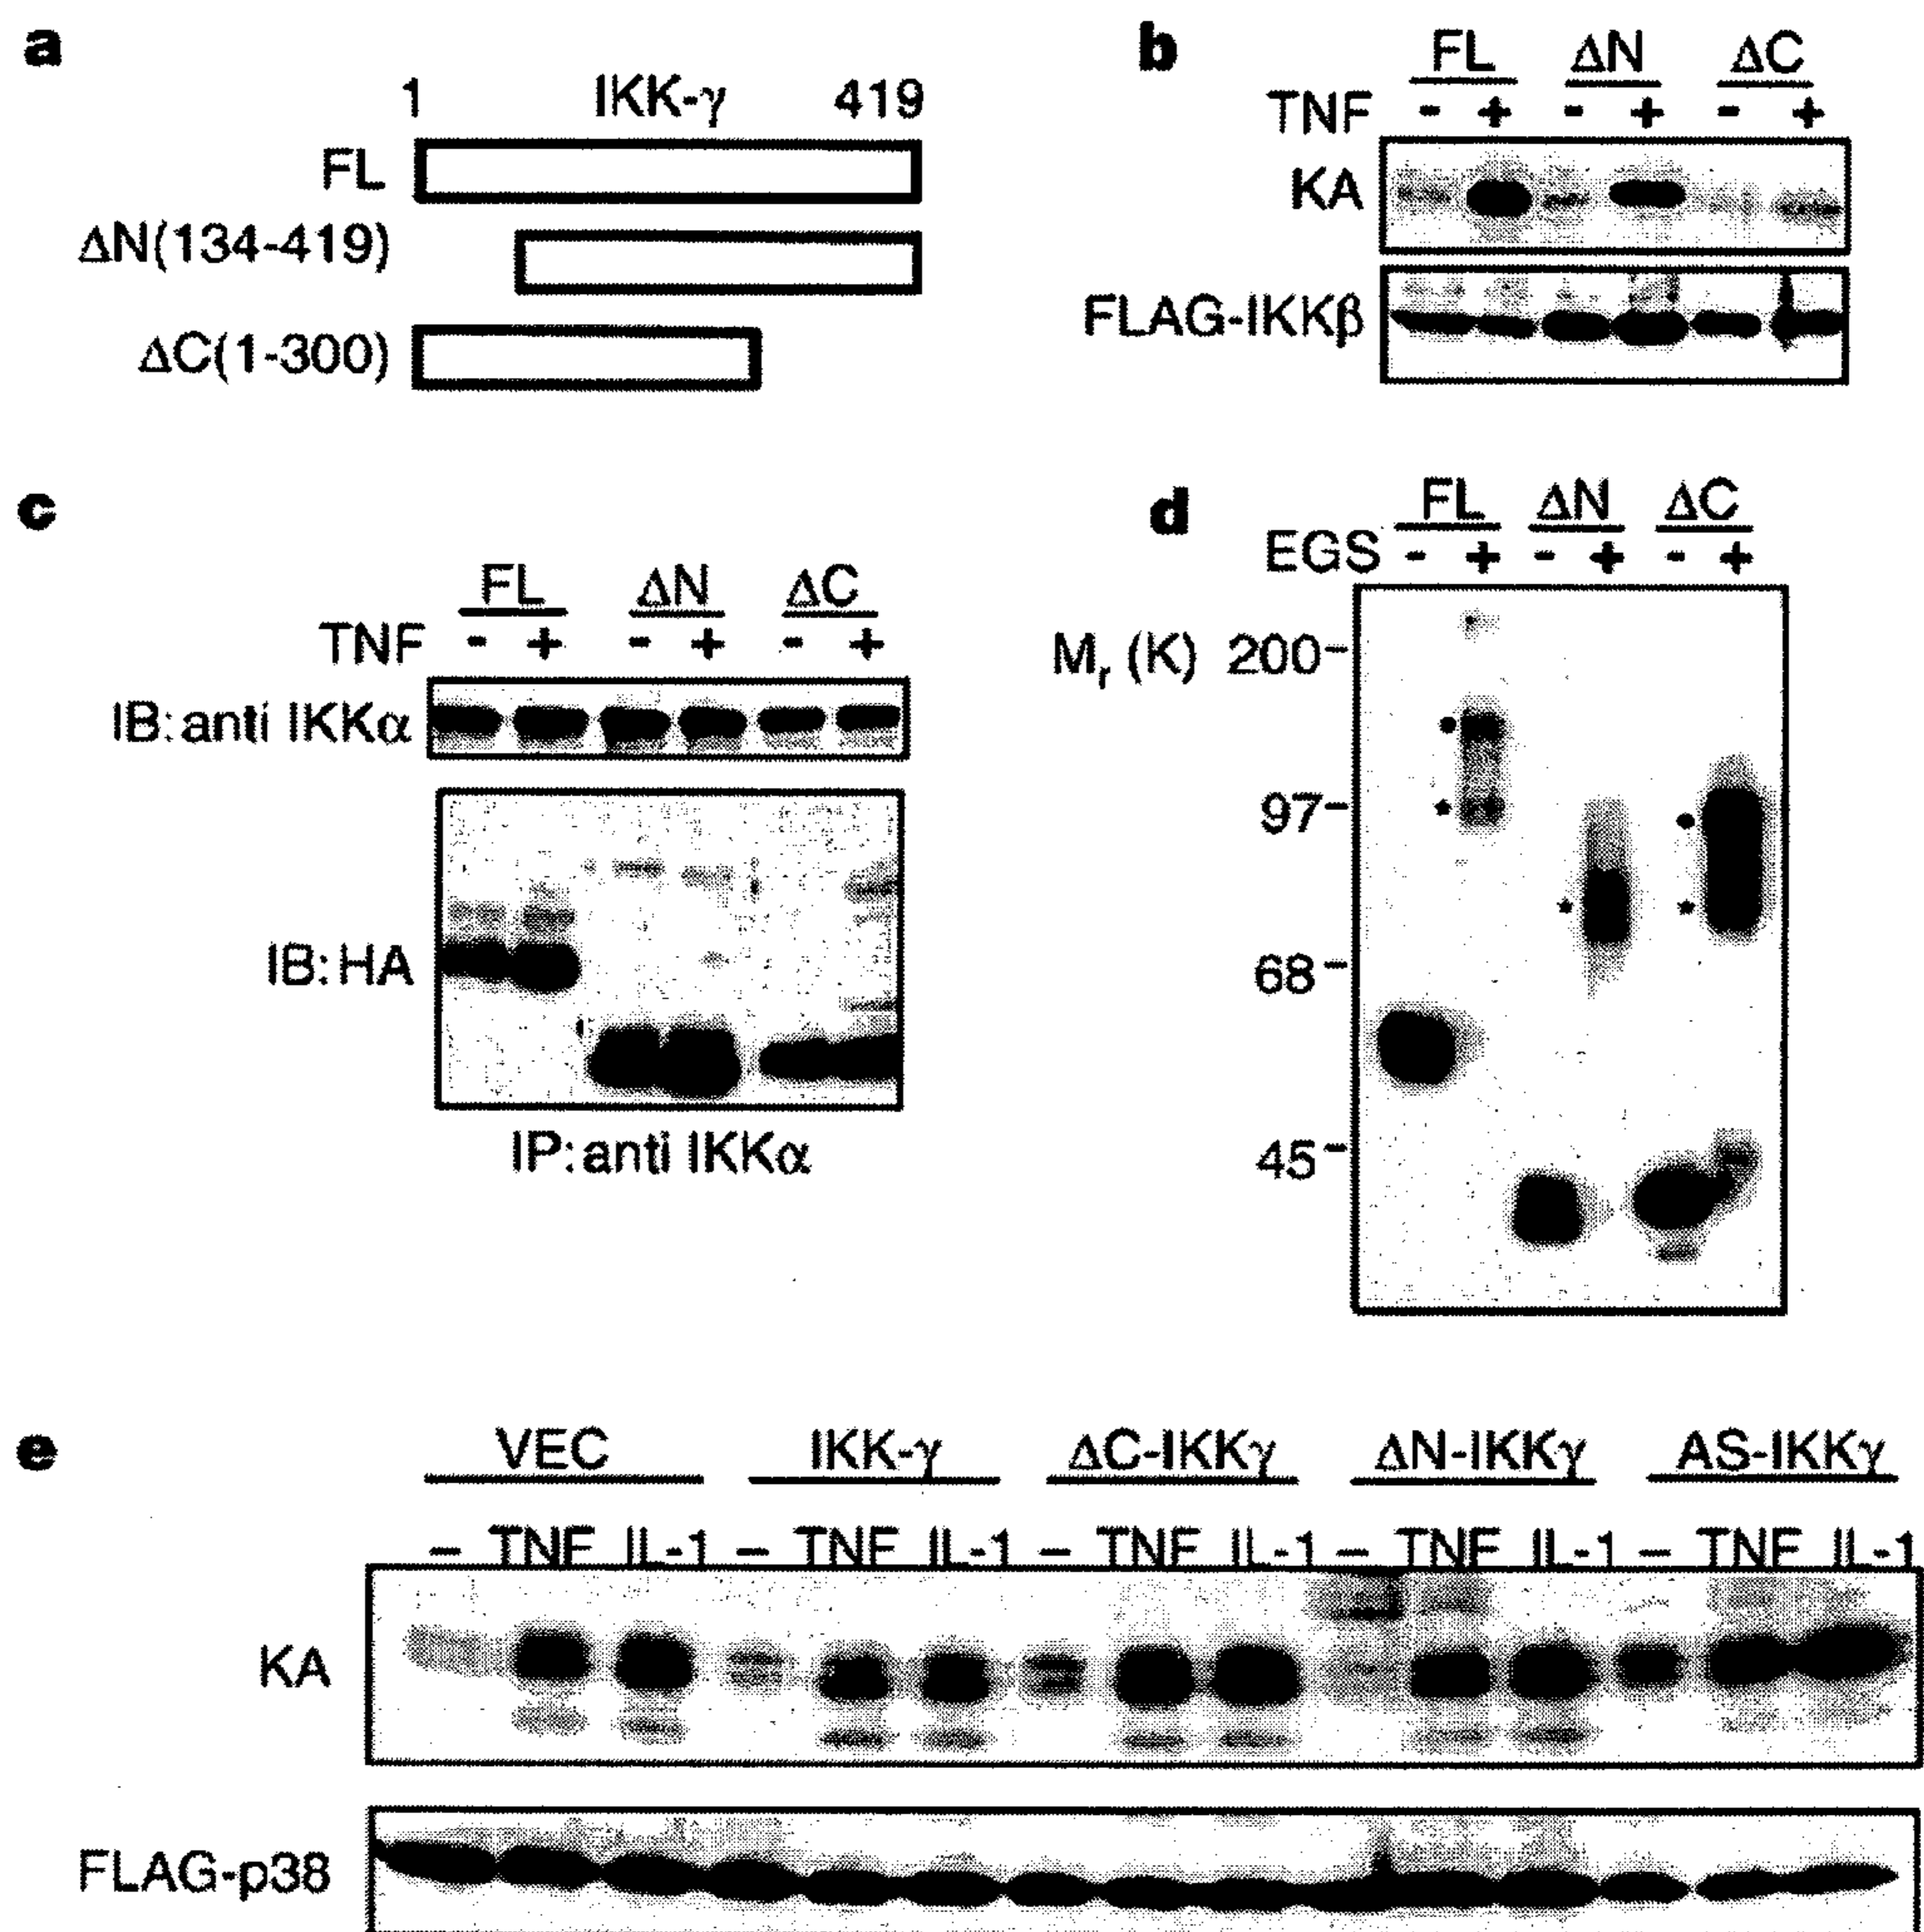 a
1 IKK-γ 419
FL
ΔN(134-419)
ΔC(1-300)
b
FL ΔN ΔC
TNF - + - + - +
KA
FLAG-IKKβ
c
FL ΔN ΔC
TNF - + - + - +
IB: anti IKKα
IB: HA
IP: anti IKKα
d
FL ΔN ΔC
EGS - + - + - +
Mr (K) 200-
97-
68-
45-
e
VEC IKK-γ ΔC-IKKγ ΔN-IKKγ AS-IKKγ
– TNF IL-1 – TNF IL-1 – TNF IL-1 – TNF IL-1 – TNF IL-1
KA
FLAG-p38